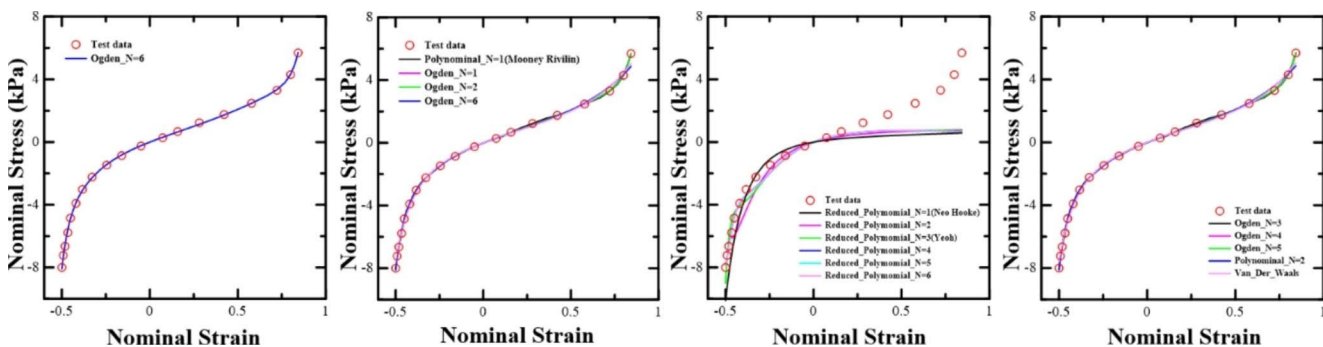 8
4
0
-4
-8
Nominal Stress (kPa)
Test data
Ogden_N=6
-0.5
0
0.5
1
Nominal Strain
8
4
0
-4
-8
Nominal Stress (kPa)
Test data
Polynominal_N=1(Mooney Rivilin)
Ogden_N=1
Ogden_N=2
Ogden_N=6
-0.5
0
0.5
1
Nominal Strain
8
4
0
-4
-8
Nominal Stress (kPa)
Test data
Reduced_Polymomial_N=1(Neo Hooke)
Reduced_Polymomial_N=2
Reduced_Polymomial_N=3(Yeoh)
Reduced_Polymomial_N=4
Reduced_Polymomial_N=5
Reduced_Polymomial_N=6
-0.5
0
0.5
1
Nominal Strain
8
4
0
-4
-8
Nominal Stress (kPa)
Test data
Ogden_N=3
Ogden_N=4
Ogden_N=5
Polynominal_N=2
Van_Der_Waals
-0.5
0
0.5
1
Nominal Strain